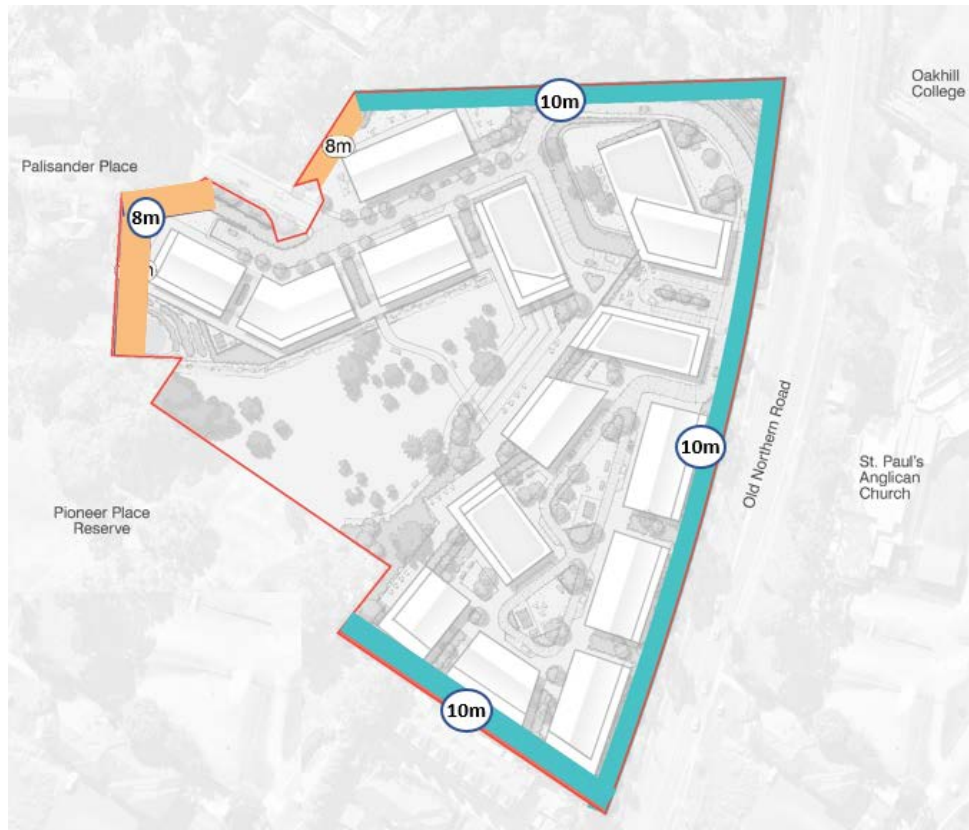 10m
Oakhill
College
8m
Palisander Place
8m
Old Northern Road
10m
St. Paul's
Anglican
Church
Pioneer Place
Reserve
10m